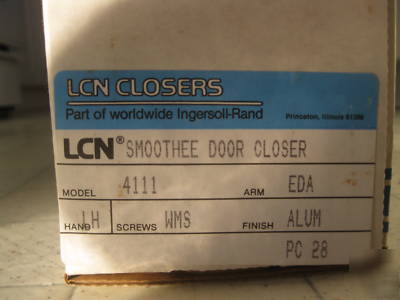 LCN CLOSERS
Part of worldwide Ingersoll-Rand
Princeton, Illinois 61356
LCN® SMOOTHEE DOOR CLOSER
MODEL 4111 ARM EDA
HAND LH SCREWS WMS FINISH ALUM
PC 28